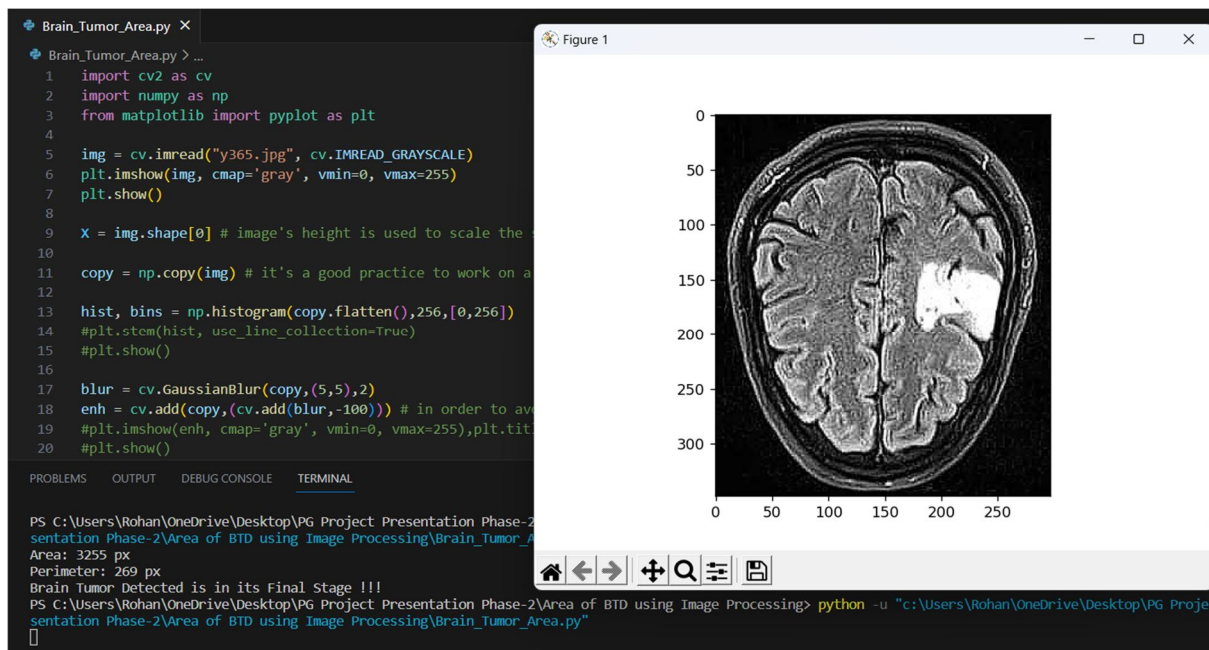 Brain_Tumor_Area.py ×
Brain_Tumor_Area.py > ...
1 import cv2 as cv
2 import numpy as np
3 from matplotlib import pyplot as plt
4
5 img = cv.imread("y365.jpg", cv.IMREAD_GRAYSCALE)
6 plt.imshow(img, cmap='gray', vmin=0, vmax=255)
7 plt.show()
8
9 X = img.shape[0] # image's height is used to scale the
10
11 copy = np.copy(img) # it's a good practice to work on a
12
13 hist, bins = np.histogram(copy.flatten(),256,[0,256])
14 #plt.stem(hist, use_line_collection=True)
15 #plt.show()
16
17 blur = cv.GaussianBlur(copy,(5,5),2)
18 enh = cv.add(copy,(cv.add(blur,-100))) # in order to
19 #plt.imshow(enh, cmap='gray', vmin=0, vmax=255),
20 #plt.show()
PROBLEMS OUTPUT DEBUG CONSOLE TERMINAL
PS C:\Users\Rohan\OneDrive\Desktop\PG Project Presentation Phase-2
sentation Phase-2\Area of BTD using Image Processing\Brain_Tumor_A
Area: 3255 px
Perimeter: 269 px
Brain Tumor Detected is in its Final Stage !!!
PS C:\Users\Rohan\OneDrive\Desktop\PG Project Presentation Phase-2\Area of BTD using Image Processing> python -u "c:\Users\Rohan\OneDrive\Desktop\PG Proje
sentation Phase-2\Area of BTD using Image Processing\Brain_Tumor_Area.py"
Figure 1
0
50
100
150
200
250
300
0 50 100 150 200 250